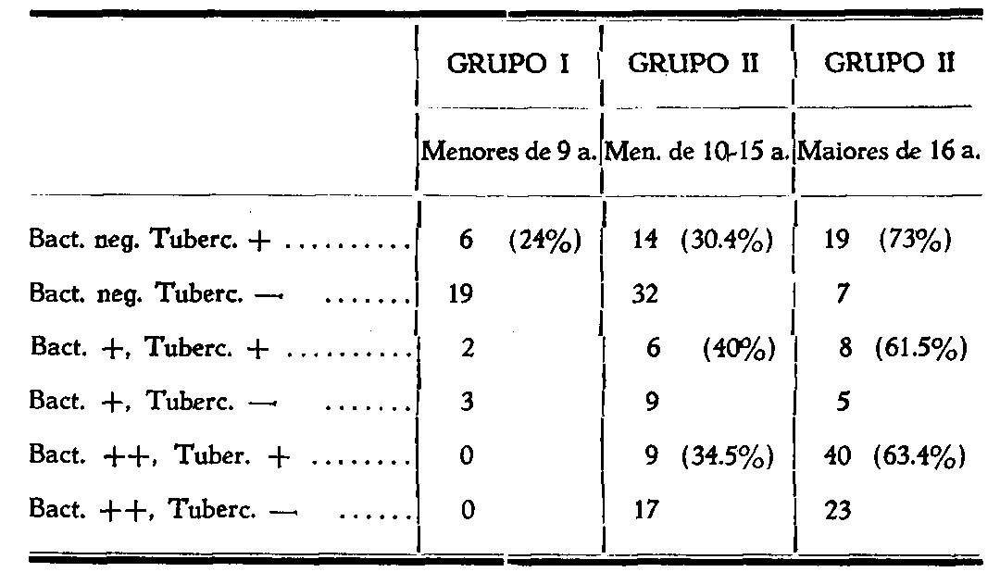 GRUPO I GRUPO II GRUPO II
Menores de 9 a. Men. de 10-15 a. Maiores de 16 a.
Bact. neg. Tuberc. + .......... 6 (24%) 14 (30.4%) 19 (73%)
Bact. neg. Tuberc. — ....... 19 32 7
Bact. +, Tuberc. + .......... 2 6 (40%) 8 (61.5%)
Bact. +, Tuberc. — ....... 3 9 5
Bact. ++, Tuber. + ........ 0 9 (34.5%) 40 (63.4%)
Bact. ++, Tuberc. — ...... 0 17 23